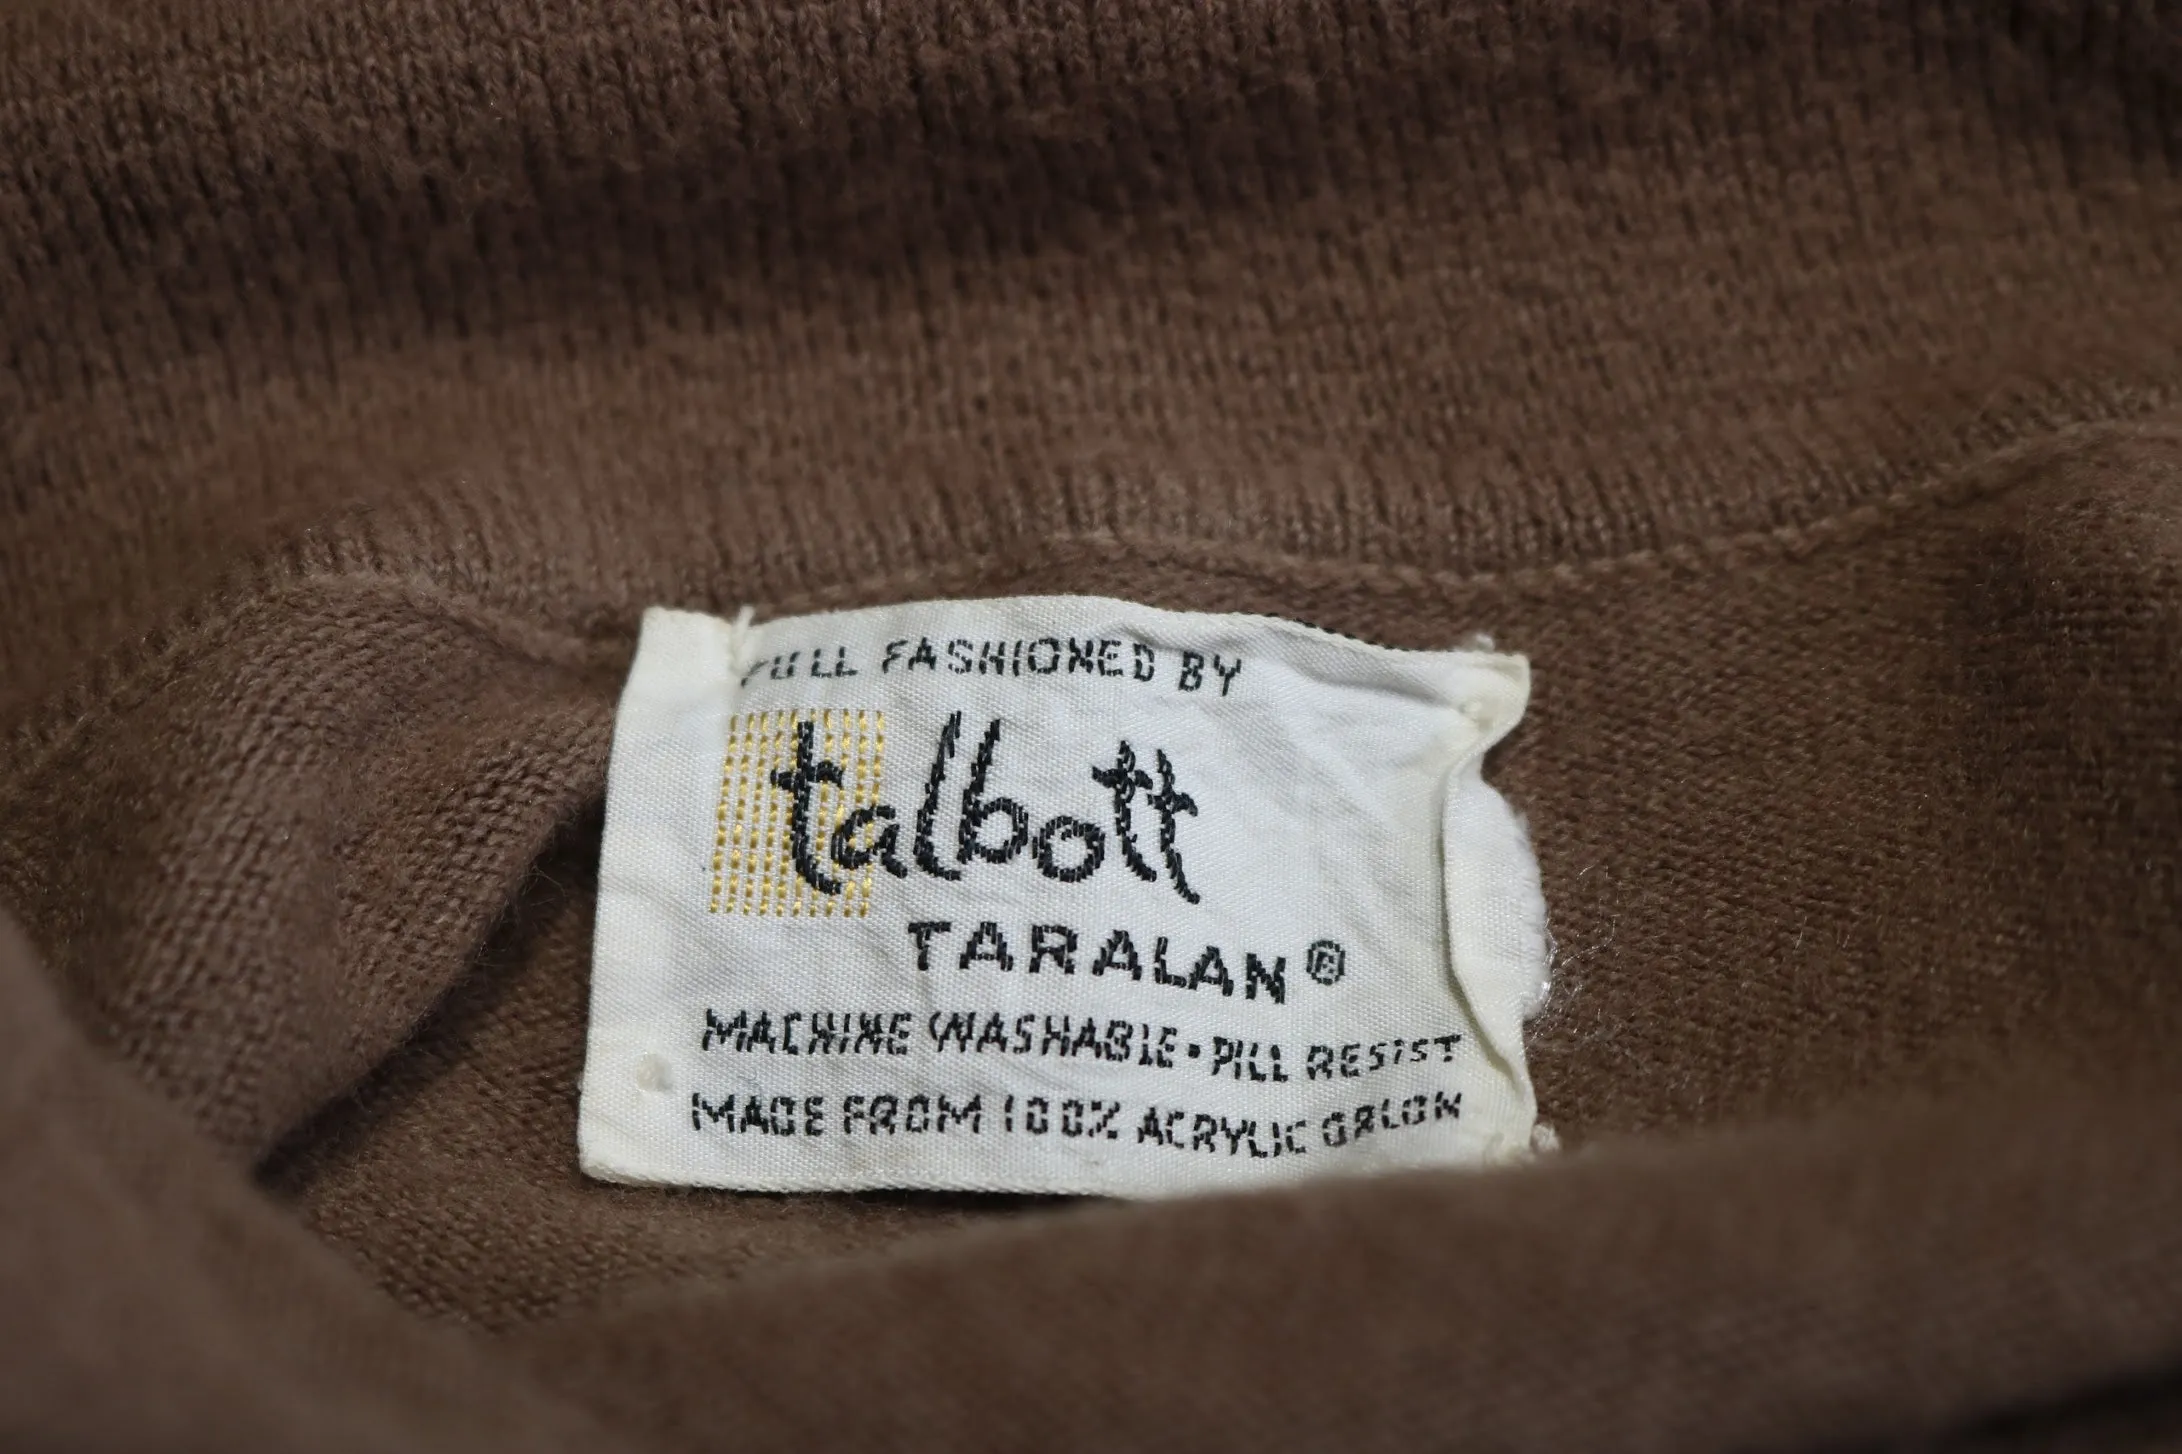 FULL FASHIONED BY
talbott
TARALAN ®
MACHINE WASHABLE • PILL RESIST
MADE FROM 100% ACRYLIC ORLON